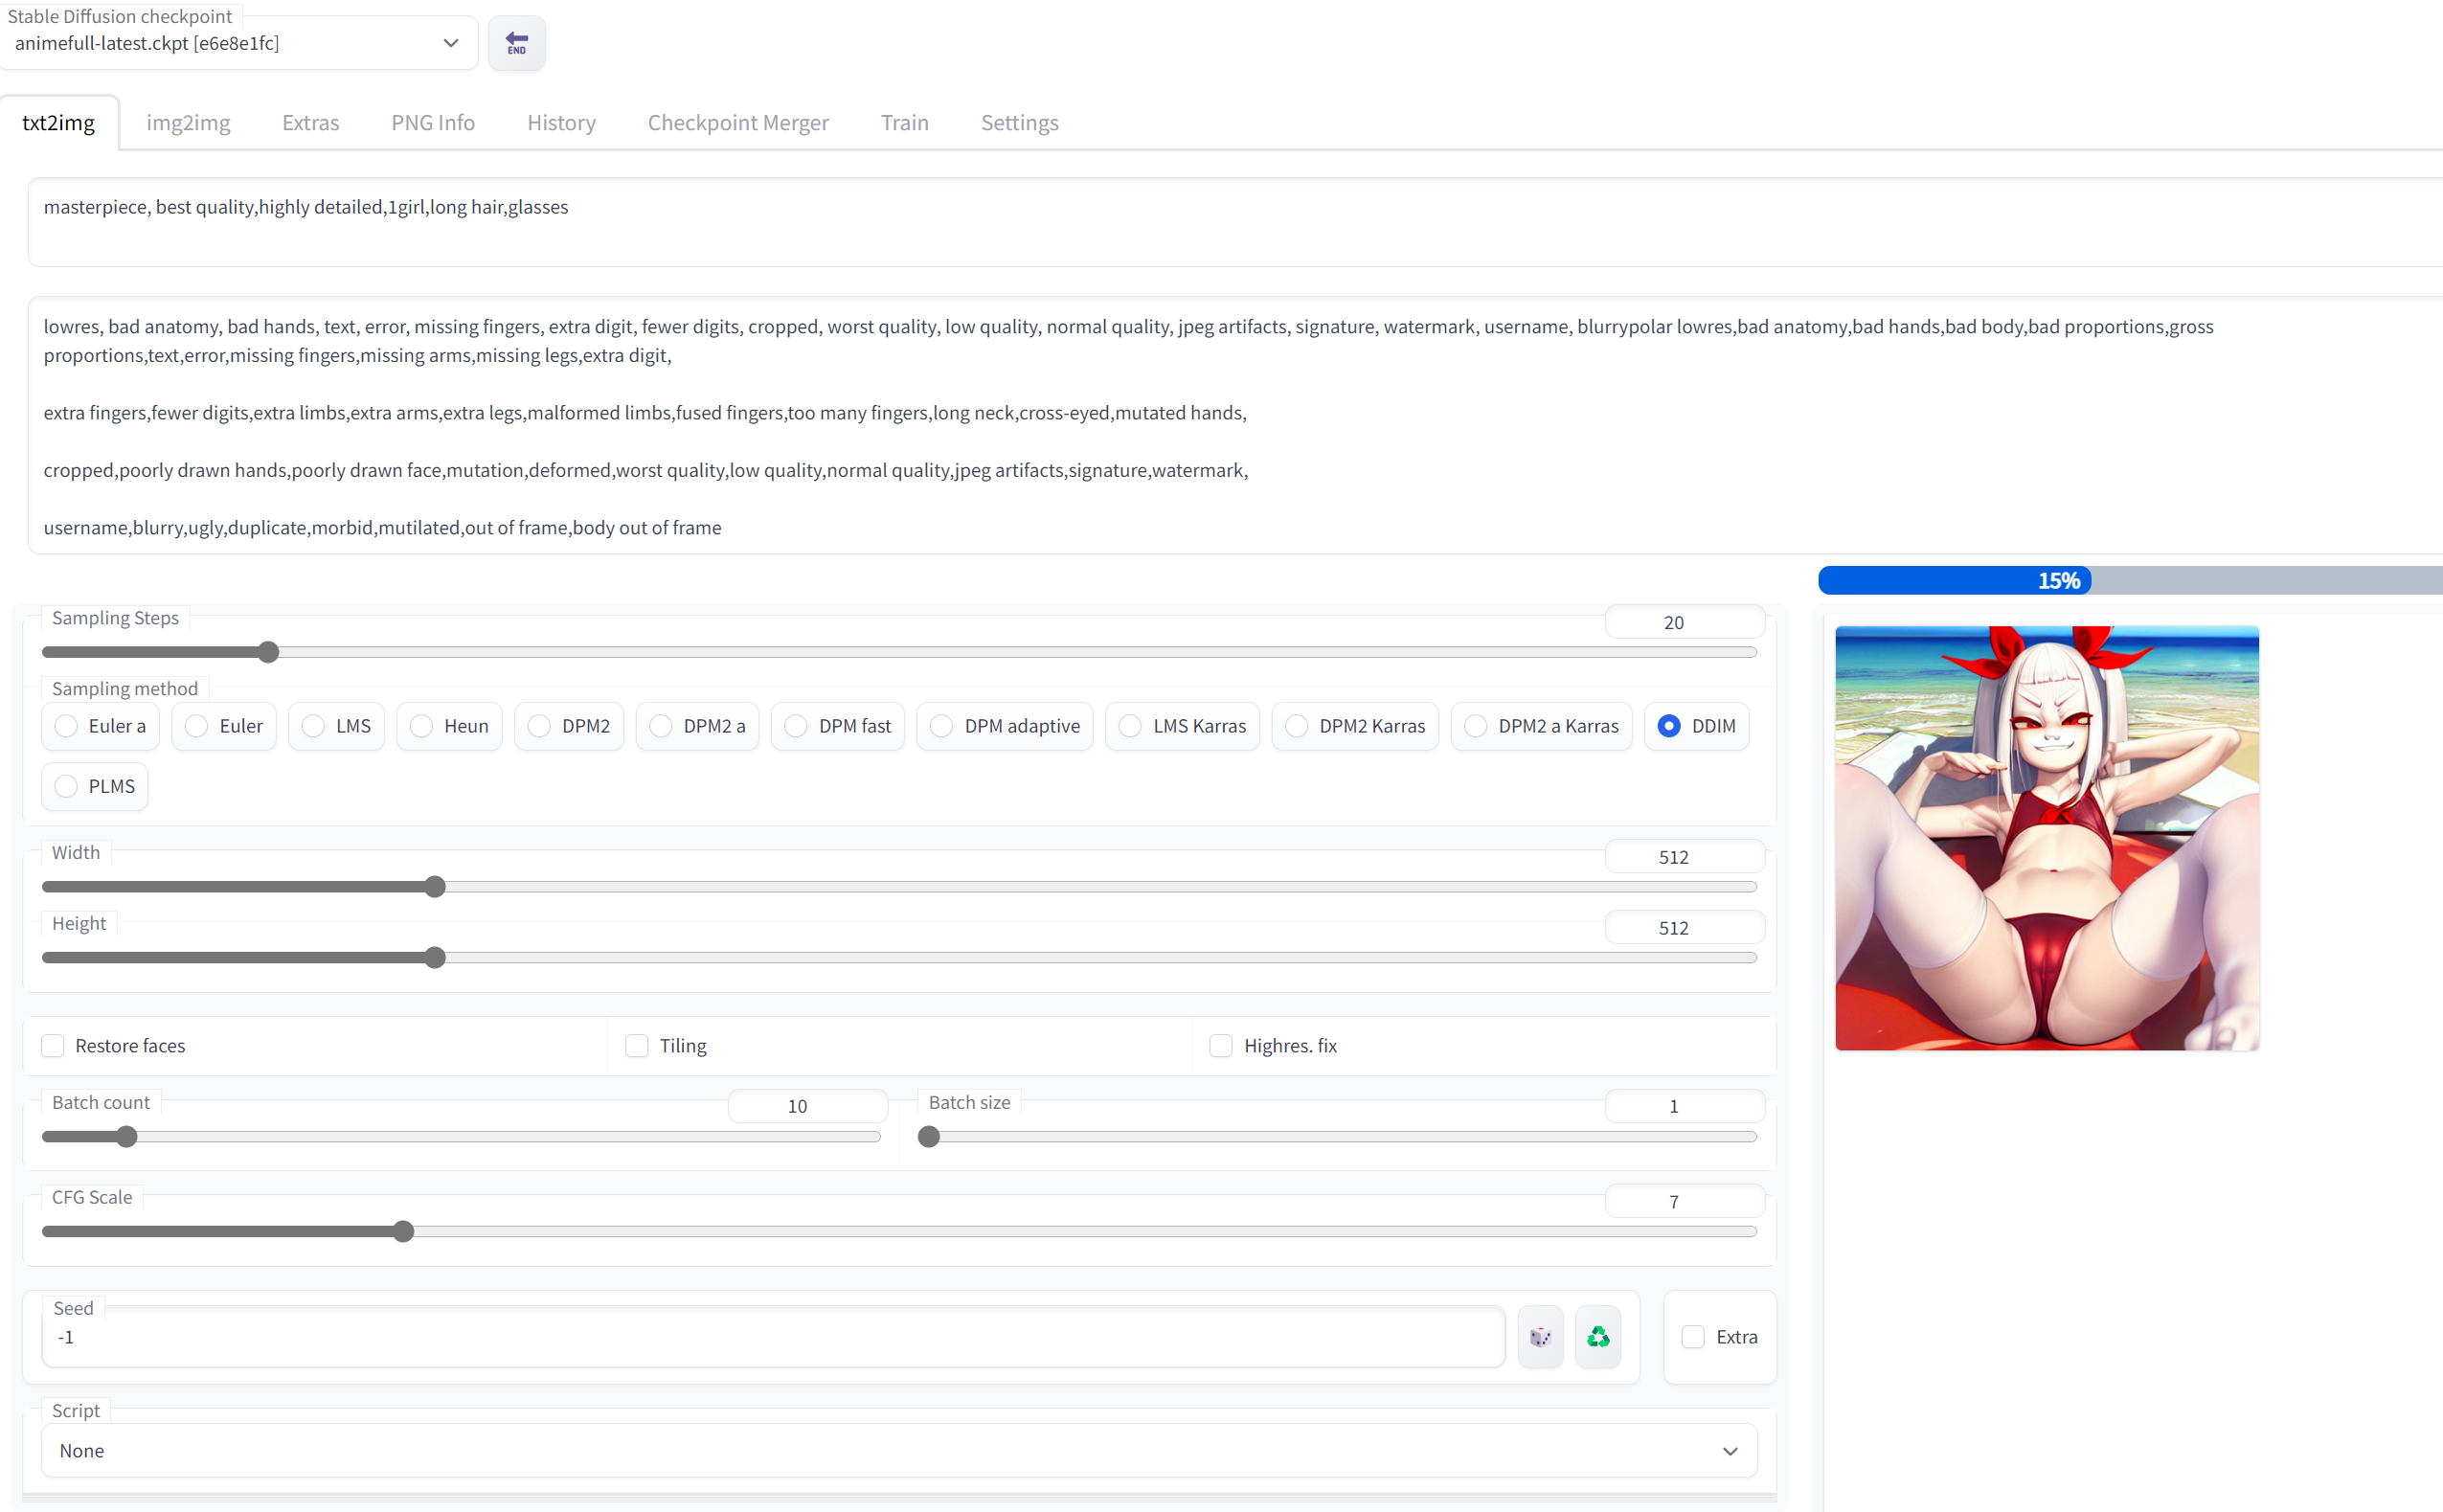 Stable Diffusion checkpoint
animefull-latest.ckpt [e6e8e1fc]
END
txt2img
img2img
Extras
PNG Info
History
Checkpoint Merger
Train
Settings
masterpiece, best quality,highly detailed,1girl,long hair,glasses
lowres, bad anatomy, bad hands, text, error, missing fingers, extra digit, fewer digits, cropped, worst quality, low quality, normal quality, jpeg artifacts, signature, watermark, username, blurrypolar lowres,bad anatomy,bad hands,bad body,bad proportions,gross
proportions,text,error,missing fingers,missing arms,missing legs,extra digit,
extra fingers,fewer digits,extra limbs,extra arms,extra legs,malformed limbs,fused fingers,too many fingers,long neck,cross-eyed,mutated hands,
cropped,poorly drawn hands,poorly drawn face,mutation,deformed,worst quality,low quality,normal quality,jpeg artifacts,signature,watermark,
username,blurry,ugly,duplicate,morbid,mutilated,out of frame,body out of frame
15%
Sampling Steps
20
Sampling method
Euler a
Euler
LMS
Heun
DPM2
DPM2 a
DPM fast
DPM adaptive
LMS Karras
DPM2 Karras
DPM2 a Karras
DDIM
PLMS
Width
512
Height
512
Restore faces
Tiling
Highres. fix
Batch count
10
Batch size
1
CFG Scale
7
Seed
-1
Extra
Script
None